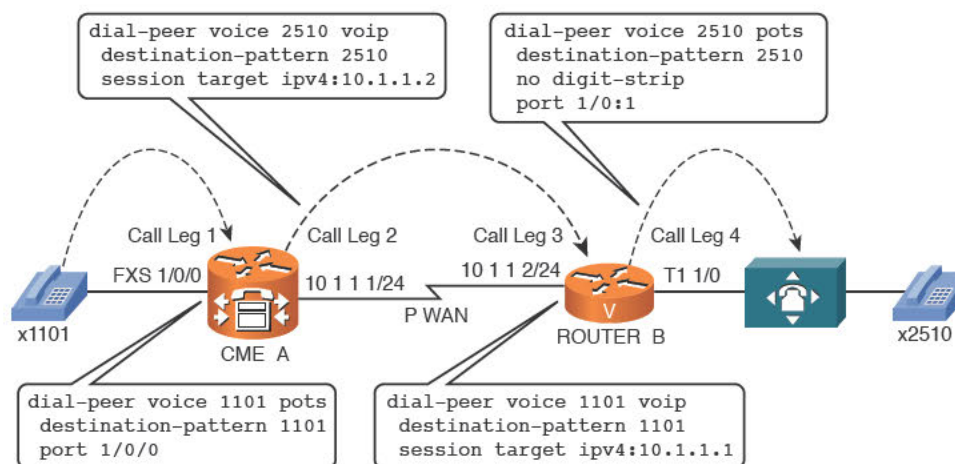 dial-peer voice 2510 voip
destination-pattern 2510
session target ipv4:10.1.1.2
dial-peer voice 2510 pots
destination-pattern 2510
no digit-strip
port 1/0:1
Call Leg 1
Call Leg 2
Call Leg 3
Call Leg 4
FXS 1/0/0
10 1 1 1/24
10 1 1 2/24
T1 1/0
P WAN
x1101
CME A
V
ROUTER B
x2510
dial-peer voice 1101 pots
destination-pattern 1101
port 1/0/0
dial-peer voice 1101 voip
destination-pattern 1101
session target ipv4:10.1.1.1